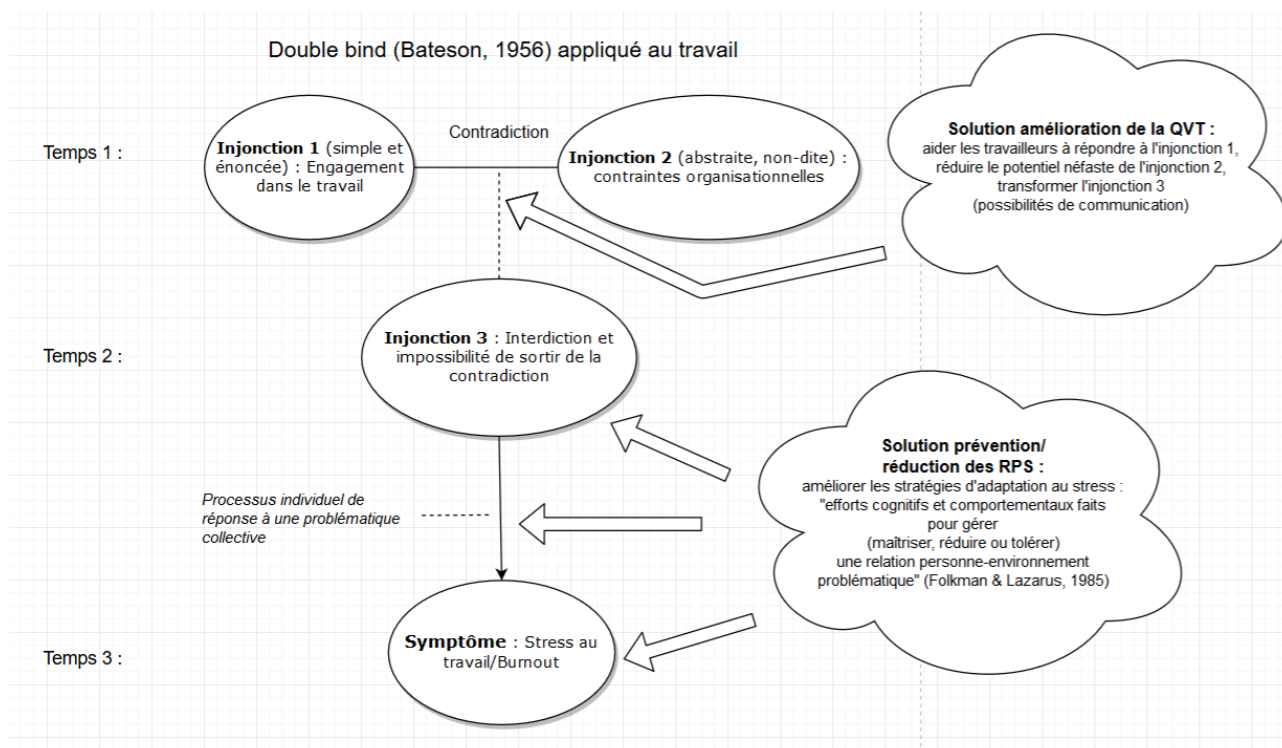 Double bind (Bateson, 1956) appliqué au travail
Temps 1 :
Injonction 1 (simple et
énoncée) : Engagement
dans le travail
Contradiction
Injonction 2 (abstraite, non-dite) :
contraintes organisationnelles
Solution amélioration de la QVT :
aider les travailleurs à répondre à l'injonction 1,
réduire le potentiel néfaste de l'injonction 2,
transformer l'injonction 3
(possibilités de communication)
Temps 2 :
Injonction 3 : Interdiction et
impossibilité de sortir de la
contradiction
Solution prévention/
réduction des RPS :
améliorer les stratégies d'adaptation au stress :
"efforts cognitifs et comportementaux faits
pour gérer
(maîtriser, réduire ou tolérer)
une relation personne-environnement
problématique" (Folkman & Lazarus, 1985)
Processus individuel de
réponse à une problématique
collective
Temps 3 :
Symptôme : Stress au
travail/Burnout